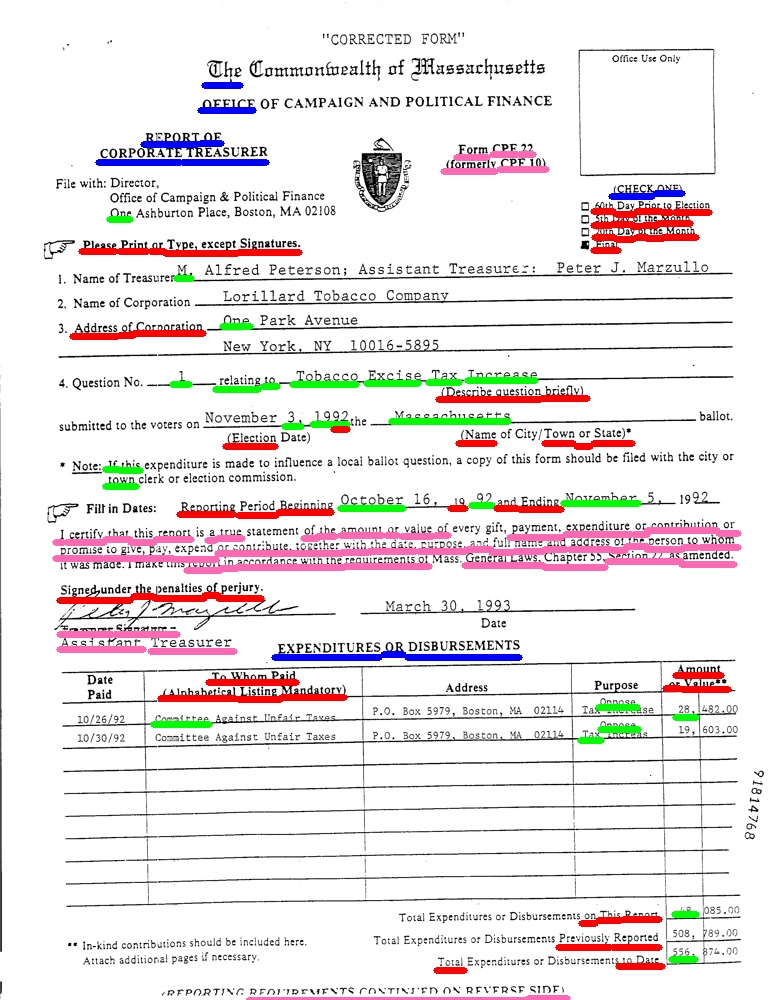 "CORRECTED FORM"
The Commonwealth of Massachusetts
Office Use Only
OFFICE OF CAMPAIGN AND POLITICAL FINANCE
REPORT OF
CORPORATE TREASURER
Form CPF 22
(formerly CPF 10)
File with: Director,
Office of Campaign & Political Finance
One Ashburton Place, Boston, MA 02108
(CHECK ONE)
60th Day Prior to Election
5th Day of the Month
20th Day of the Month
Final
Please Print or Type, except Signatures.
1. Name of Treasurer M. Alfred Peterson; Assistant Treasurer: Peter J. Marzullo
2. Name of Corporation Lorillard Tobacco Company
3. Address of Corporation One Park Avenue
New York, NY 10016-5895
4. Question No. 1 relating to Tobacco Excise Tax Increase
(Describe question briefly)
submitted to the voters on November 3, 1992 the Massachusetts ballot.
(Election Date) (Name of City/Town or State)*
* Note: If this expenditure is made to influence a local ballot question, a copy of this form should be filed with the city or
town clerk or election commission.
Fill in Dates: Reporting Period Beginning October 16, 19 92 and Ending November 5, 1992
I certify that this report is a true statement of the amount or value of every gift, payment, expenditure or contribution or
promise to give, pay, expend or contribute, together with the date, purpose, and full name and address of the person to whom
it was made. I make this report in accordance with the requirements of Mass. General Laws, Chapter 55, Section 22 as amended.
Signed under the penalties of perjury.
Peter J Marzullo March 30, 1993
Treasurer Signature Date
Assistant Treasurer
EXPENDITURES OR DISBURSEMENTS
Date Paid To Whom Paid (Alphabetical Listing Mandatory) Address Purpose Amount or Value**
10/26/92 Committee Against Unfair Taxes P.O. Box 5979, Boston, MA 02114 Oppose Tax Increase 28,482.00
10/30/92 Committee Against Unfair Taxes P.O. Box 5979, Boston, MA 02114 Oppose Tax Increas 19,603.00
91814768
Total Expenditures or Disbursements on This Report 48,085.00
** In-kind contributions should be included here.
Total Expenditures or Disbursements Previously Reported 508,789.00
Attach additional pages if necessary.
Total Expenditures or Disbursements to Date 556,874.00
(REPORTING REQUIREMENTS CONTINUED ON REVERSE SIDE)